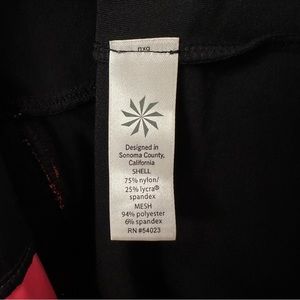 Designed in
Sonoma County,
California
SHELL
75% nylon/
25% lycra®
spandex
MESH
94% polyester
6% spandex
RN #54023